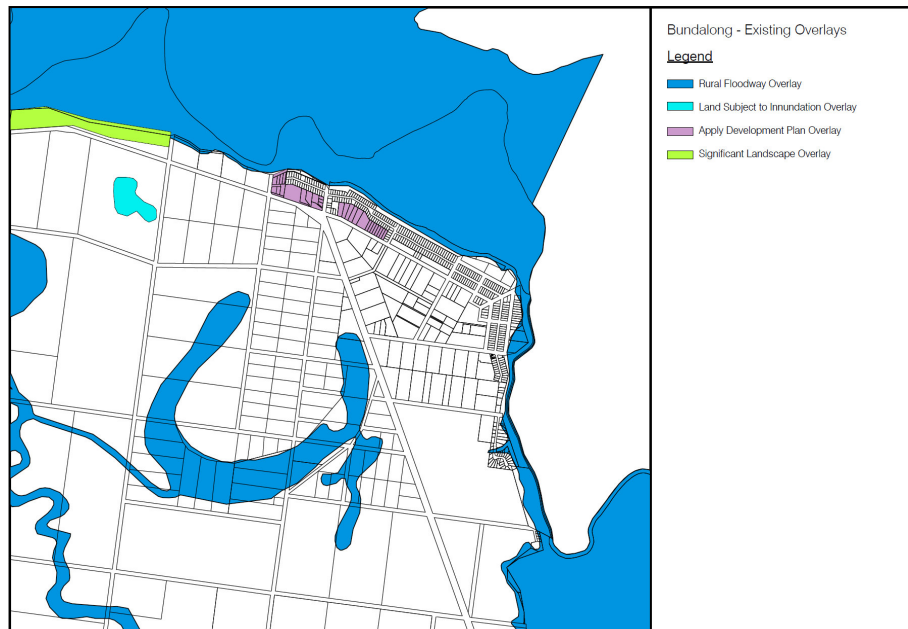 Bundalong - Existing Overlays
Legend
Rural Floodway Overlay
Land Subject to Innundation Overlay
Apply Development Plan Overlay
Significant Landscape Overlay